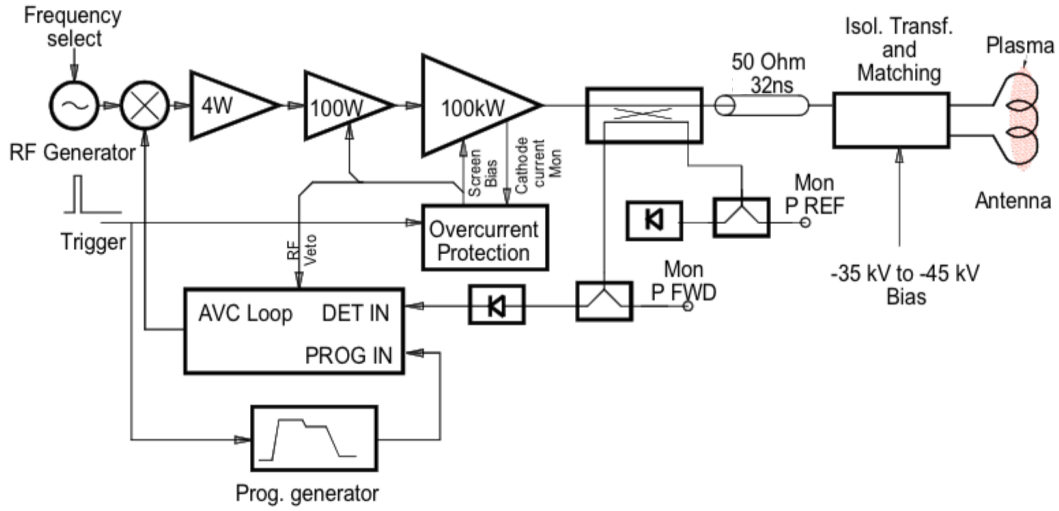 Frequency
select
RF Generator
Trigger
4W
100W
100kW
Screen
Bias
Cathode
current
Mon
Overcurrent
Protection
RF
Veto
AVC Loop
DET IN
PROG IN
Prog. generator
Mon
P FWD
Mon
P REF
50 Ohm
32ns
Isol. Transf.
and
Matching
Plasma
Antenna
-35 kV to -45 kV
Bias